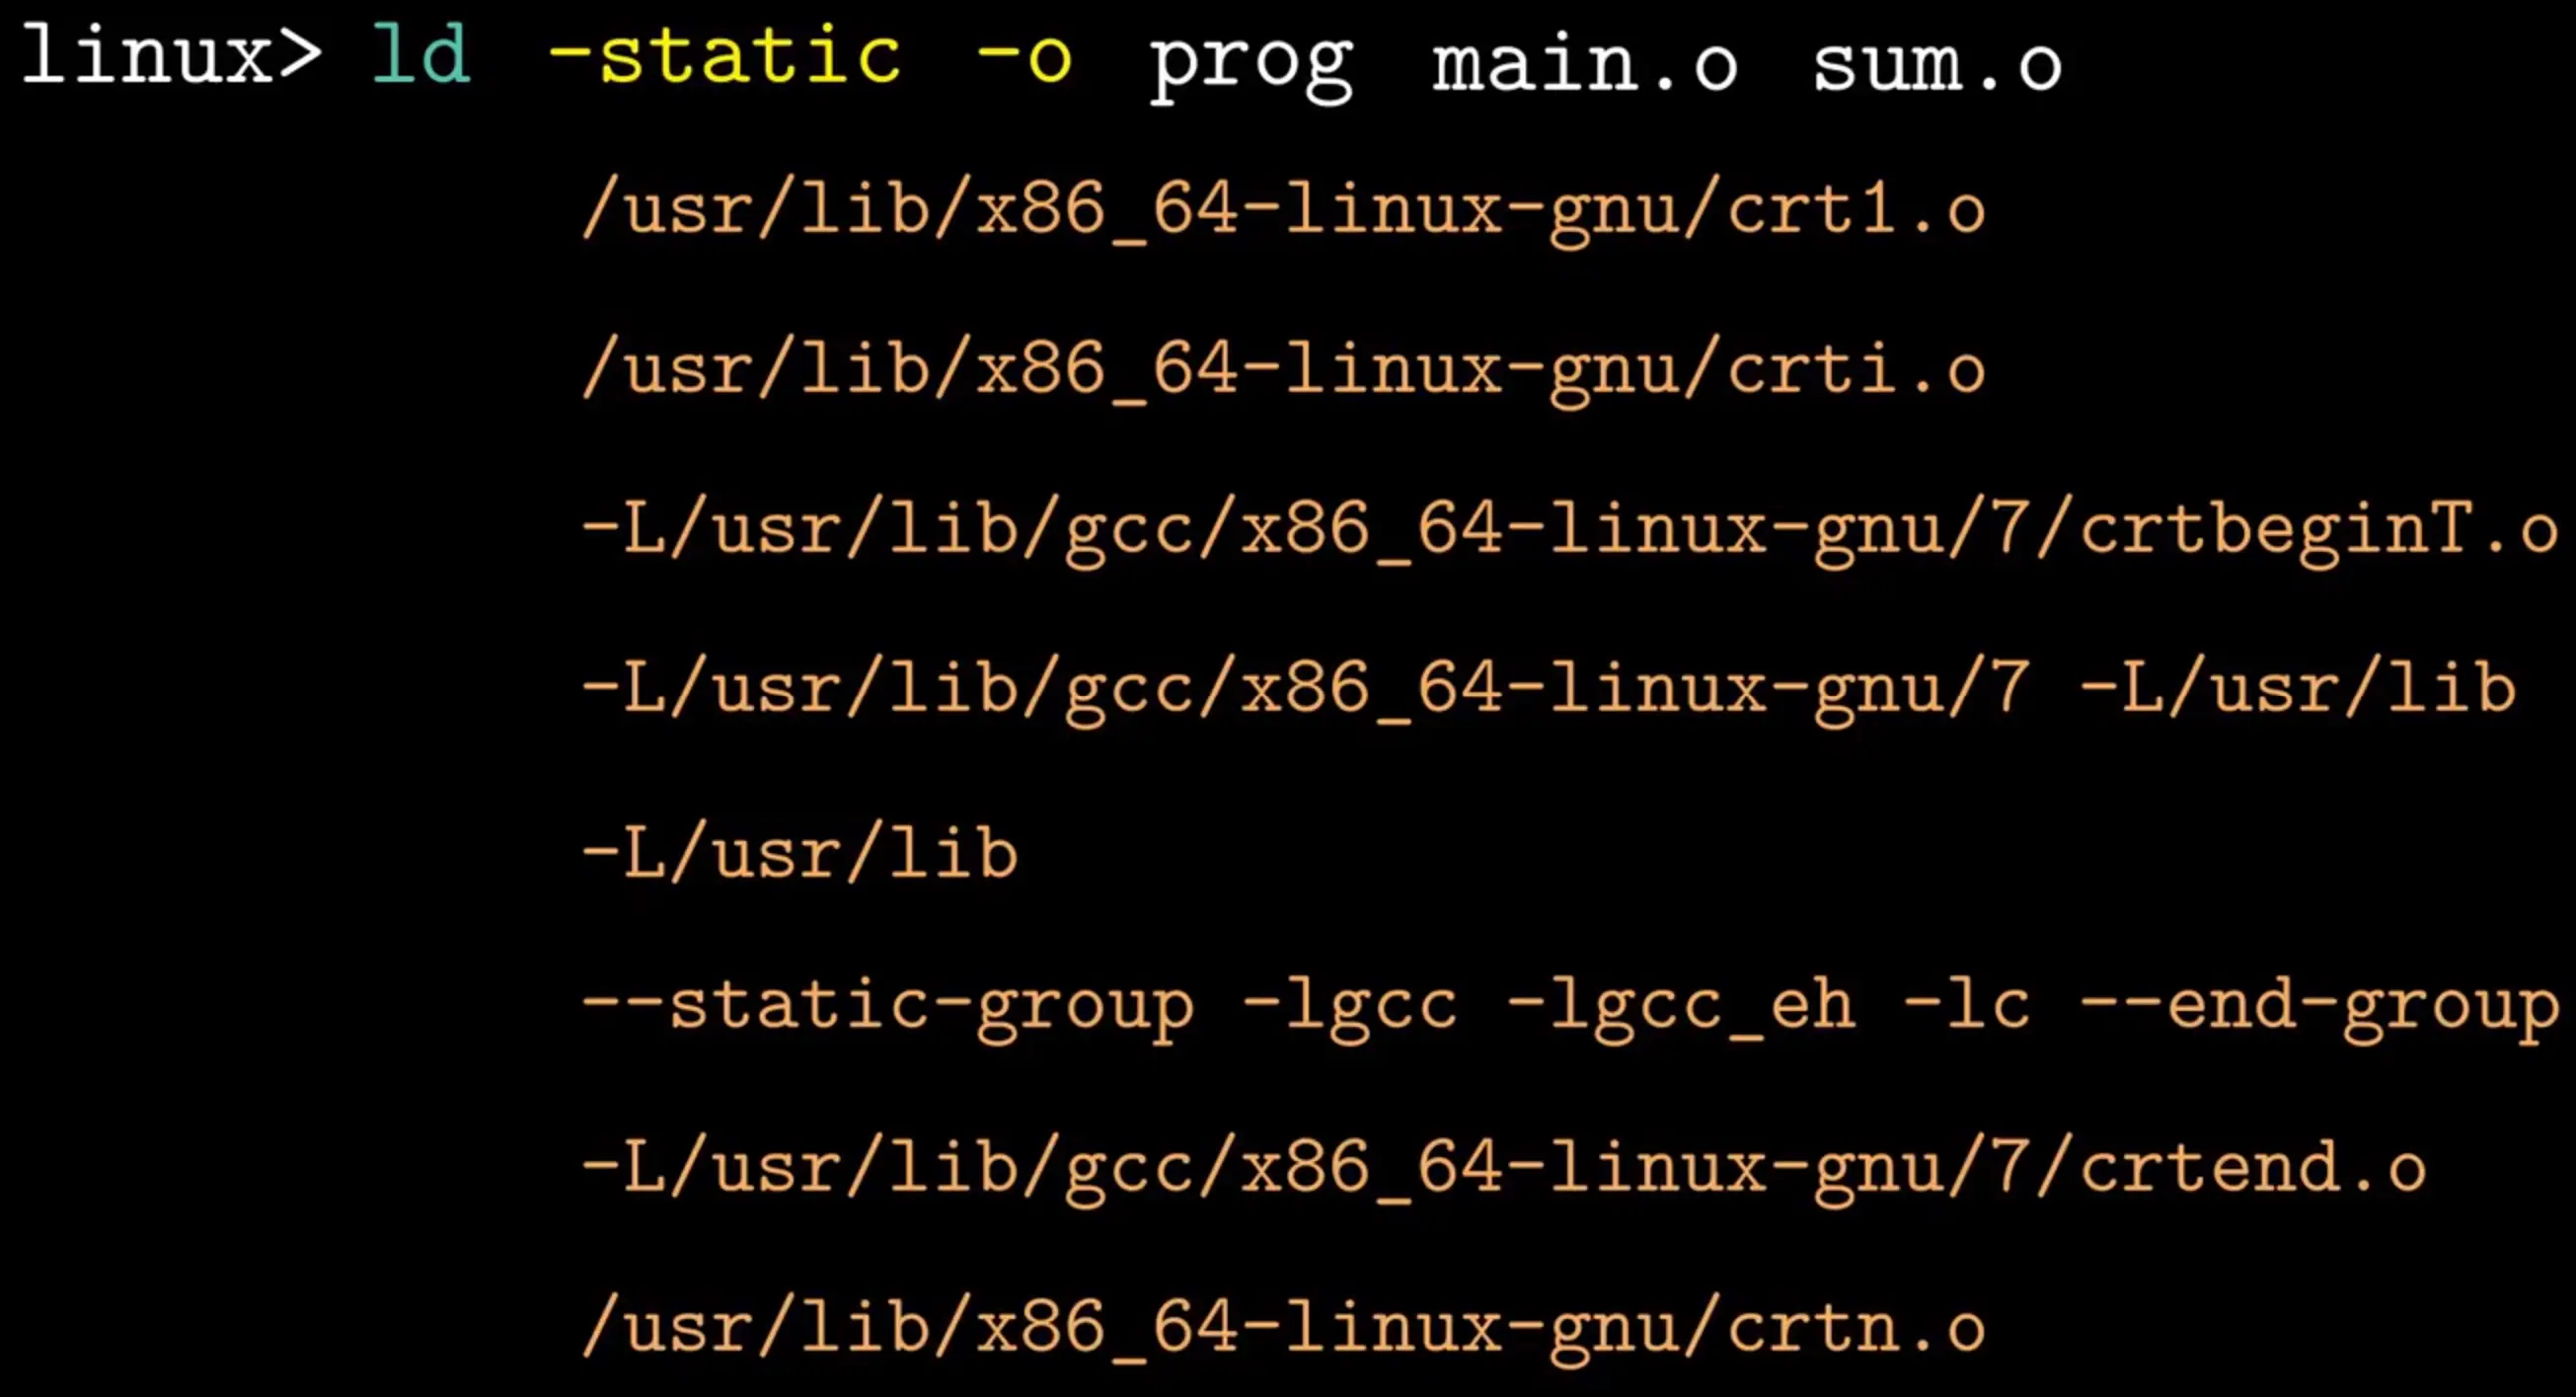 linux> ld -static -o prog main.o sum.o
/usr/lib/x86_64-linux-gnu/crt1.o
/usr/lib/x86_64-linux-gnu/crti.o
-L/usr/lib/gcc/x86_64-linux-gnu/7/crtbeginT.o
-L/usr/lib/gcc/x86_64-linux-gnu/7 -L/usr/lib
-L/usr/lib
--static-group -lgcc -lgcc_eh -lc --end-group
-L/usr/lib/gcc/x86_64-linux-gnu/7/crtend.o
/usr/lib/x86_64-linux-gnu/crtn.o